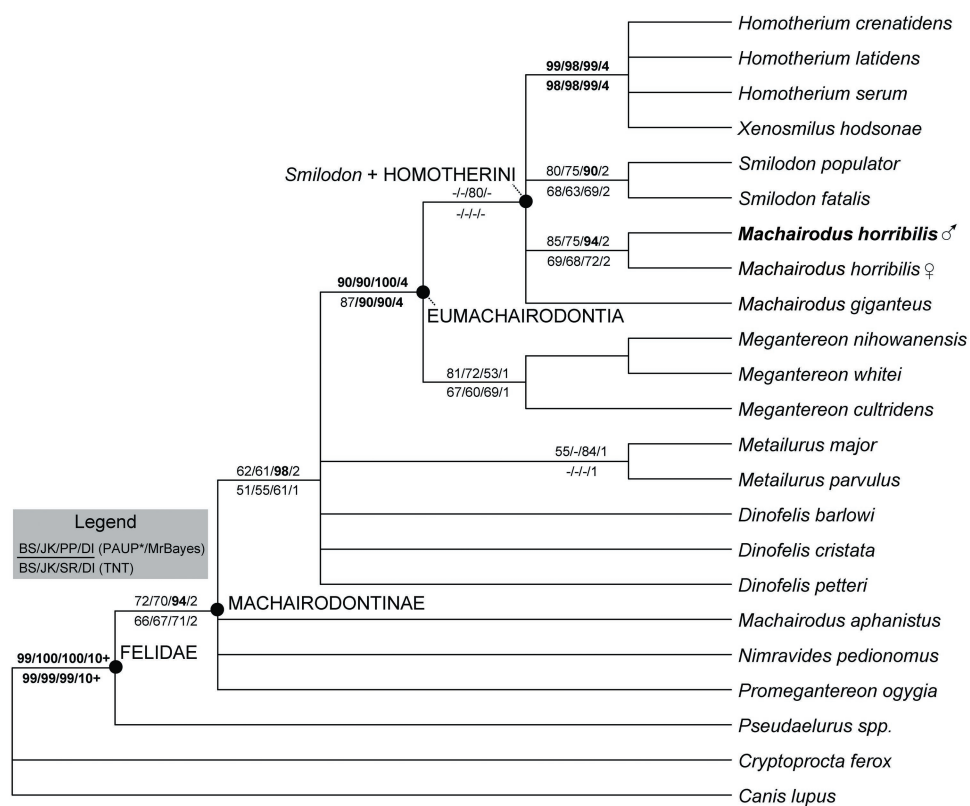 Homotherium crenatidens
99/98/99/4
98/98/99/4
Homotherium latidens
Homotherium serum
Xenosmilus hodsonae
Smilodon + HOMOTHERINI
-/-/80/-
-/-/-/-
80/75/90/2
68/63/69/2
Smilodon populator
Smilodon fatalis
85/75/94/2
69/68/72/2
Machairodus horribilis ♂
Machairodus horribilis ♀
Machairodus giganteus
90/90/100/4
87/90/90/4
EUMACHAIRODONTIA
Megantereon nihowanensis
81/72/53/1
67/60/69/1
Megantereon whitei
Megantereon cultridens
62/61/98/2
51/55/61/1
55/-/84/1
-/-/-/1
Metailurus major
Metailurus parvulus
Dinofelis barlowi
Dinofelis cristata
Dinofelis petteri
Legend
BS/JK/PP/DI (PAUP*/MrBayes)
BS/JK/SR/DI (TNT)
72/70/94/2
66/67/71/2
MACHAIRODONTINAE
Machairodus aphanistus
99/100/100/10+
99/99/99/10+
FELIDAE
Nimravides pedionomus
Promegantereon ogygia
Pseudaelurus spp.
Cryptoprocta ferox
Canis lupus